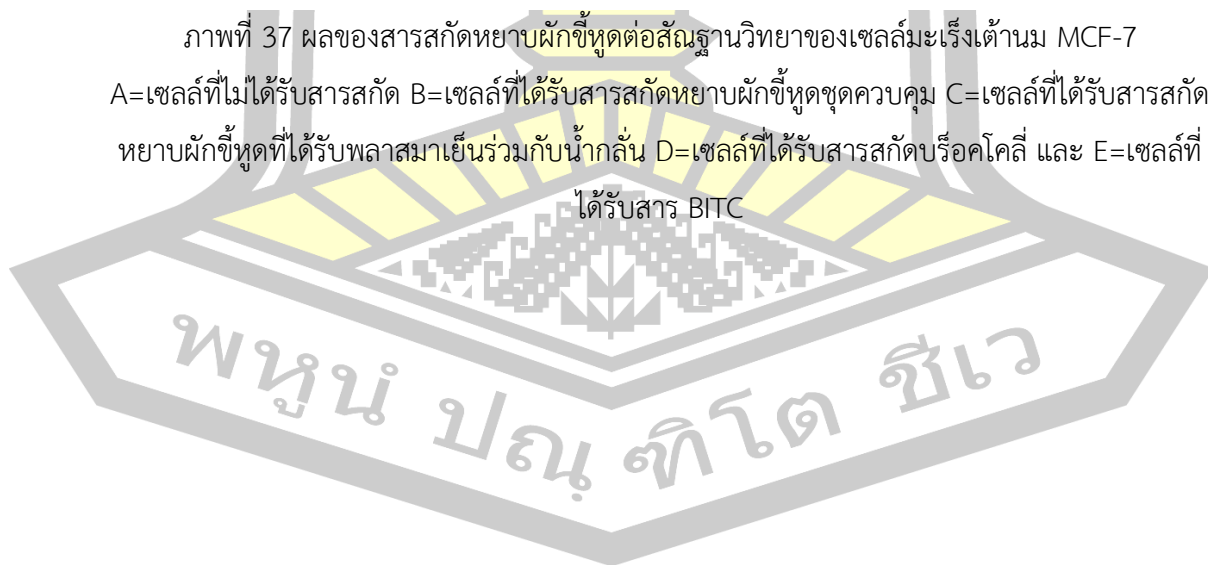 ภาพที่ 37 ผลของสารสกัดหยาบผักขี้หูดต่อสัณฐานวิทยาของเซลล์มะเร็งเต้านม MCF-7
A=เซลล์ที่ไม่ได้รับสารสกัด B=เซลล์ที่ได้รับสารสกัดหยาบผักขี้หูดชุดควบคุม C=เซลล์ที่ได้รับสารสกัด
หยาบผักขี้หูดที่ได้รับพลาสมาเย็นร่วมกับน้ำกลั่น D=เซลล์ที่ได้รับสารสกัดบร็อคโคลี่ และ E=เซลล์ที่
ได้รับสาร BITC
พหูนํ ปณฺฑิโต ชีเว